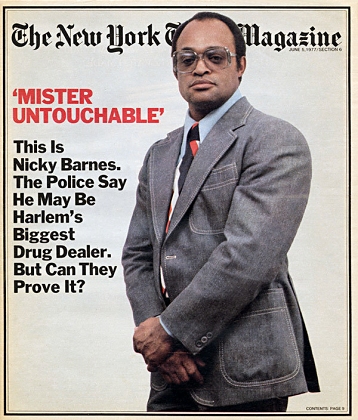 The New York T Magazine
JUNE 5, 1977/SECTION 6
'MISTER
UNTOUCHABLE'
This Is
Nicky Barnes.
The Police Say
He May Be
Harlem's
Biggest
Drug Dealer.
But Can They
Prove It?
CONTENTS: PAGE 5